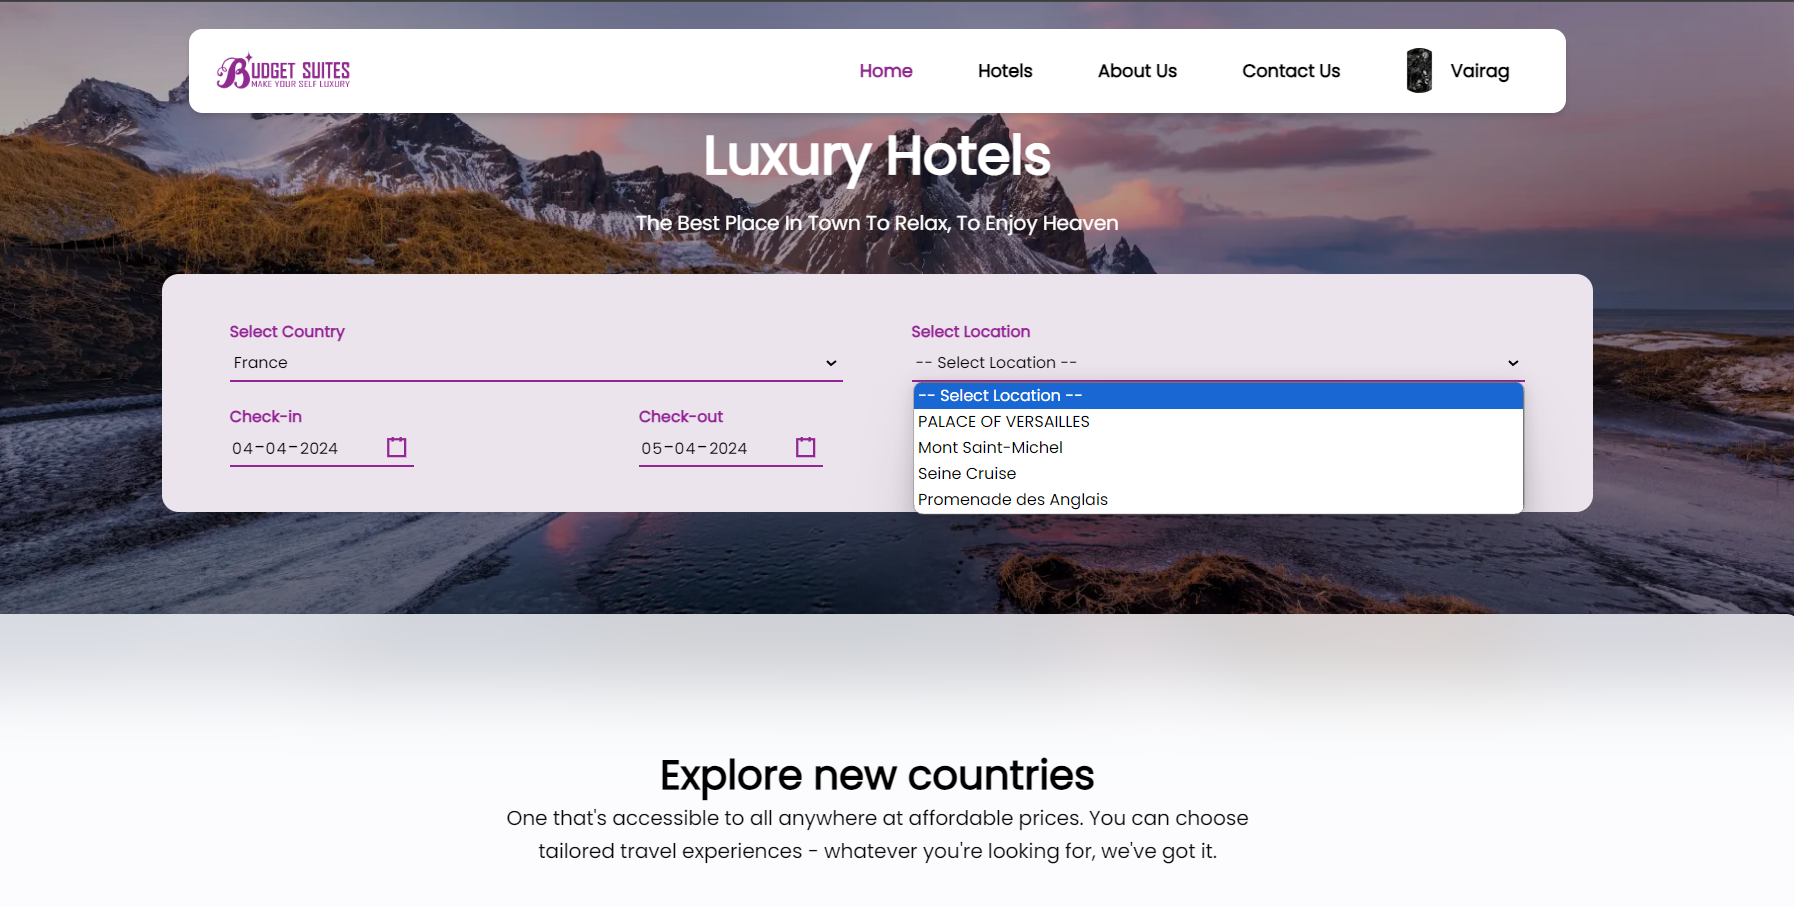 BUDGET SUITES
MAKE YOUR SELF LUXURY
Home
Hotels
About Us
Contact Us
Vairag
Luxury Hotels
The Best Place In Town To Relax, To Enjoy Heaven
Select Country
France
Select Location
-- Select Location --
-- Select Location --
PALACE OF VERSAILLES
Mont Saint-Michel
Seine Cruise
Promenade des Anglais
Check-in
04-04-2024
Check-out
05-04-2024
Explore new countries
One that's accessible to all anywhere at affordable prices. You can choose
tailored travel experiences - whatever you're looking for, we've got it.